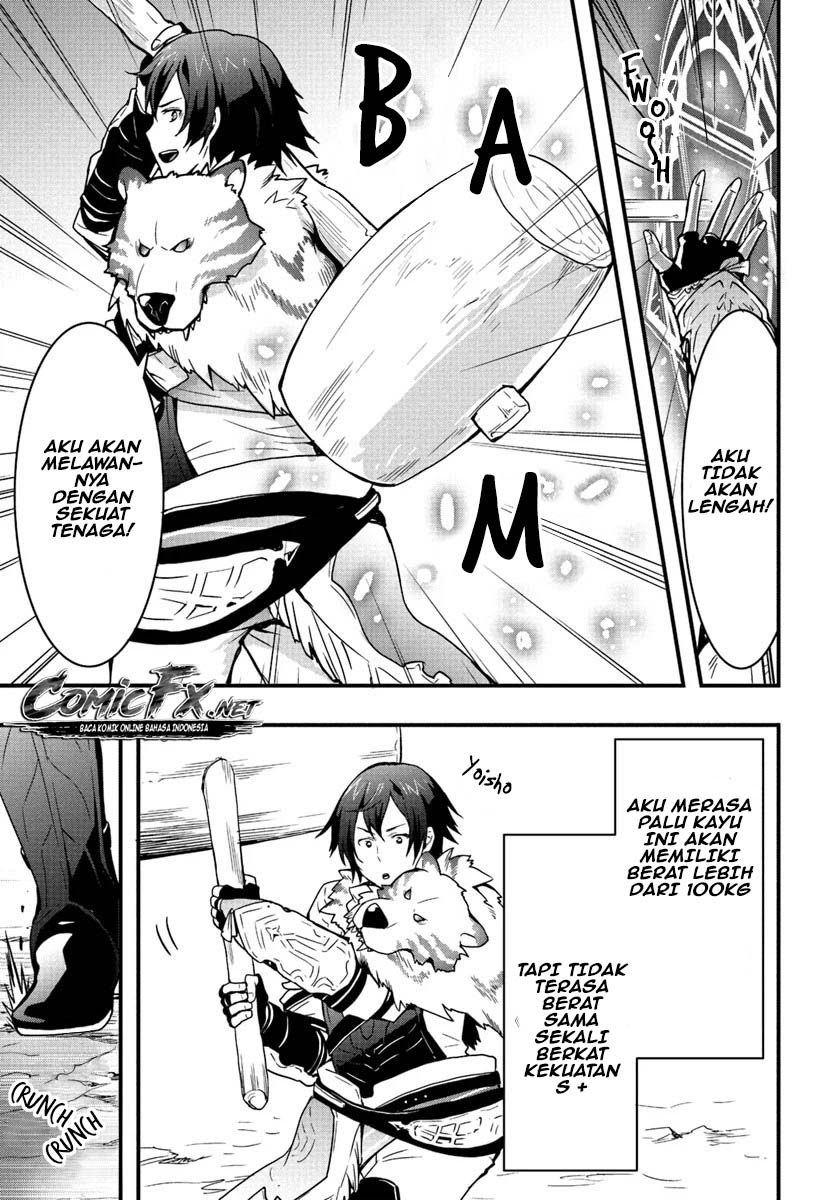 FWOOSH
AKU
TIDAK
AKAN
LENGAH!
BAM
AKU AKAN
MELAWAN-
NYA
DENGAN
SEKUAT
TENAGA!
COMICFX.NET
BACA KOMIK ONLINE BAHASA INDONESIA
AKU MERASA
PALU KAYU
INI AKAN
MEMILIKI
BERAT LEBIH
DARI 100KG
TAPI TIDAK
TERASA
BERAT
SAMA
SEKALI
BERKAT
KEKUATAN
S +
Yoisho
CRUNCH
CRUNCH